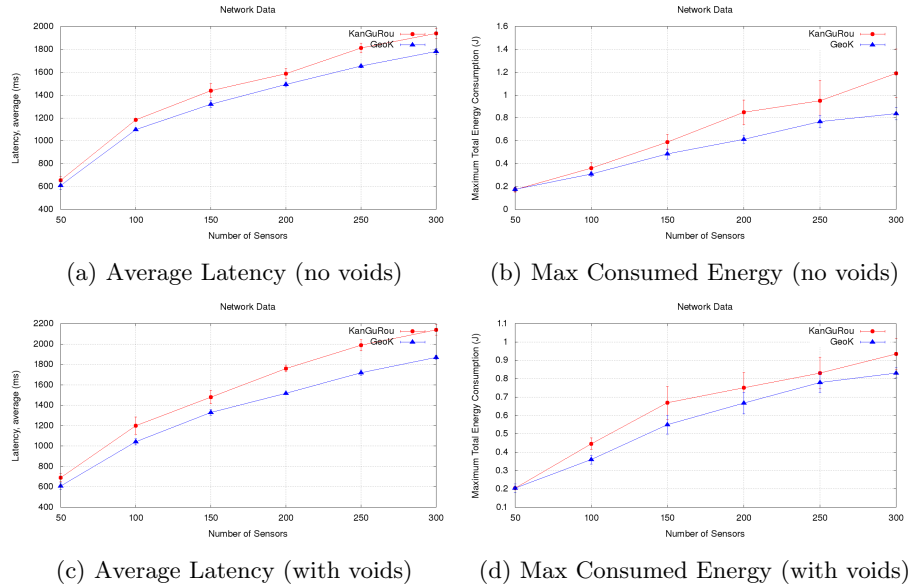 Network Data
KanGuRou
GeoK
Latency, average (ms)
2000
1800
1600
1400
1200
1000
800
600
400
50 100 150 200 250 300
Number of Sensors
(a) Average Latency (no voids)
Network Data
KanGuRou
GeoK
Maximum Total Energy Consumption (J)
1.6
1.4
1.2
1
0.8
0.6
0.4
0.2
0
50 100 150 200 250 300
Number of Sensors
(b) Max Consumed Energy (no voids)
Network Data
KanGuRou
GeoK
Latency, average (ms)
2200
2000
1800
1600
1400
1200
1000
800
600
400
50 100 150 200 250 300
Number of Sensors
(c) Average Latency (with voids)
Network Data
KanGuRou
GeoK
Maximum Total Energy Consumption (J)
1.1
1
0.9
0.8
0.7
0.6
0.5
0.4
0.3
0.2
0.1
50 100 150 200 250 300
Number of Sensors
(d) Max Consumed Energy (with voids)